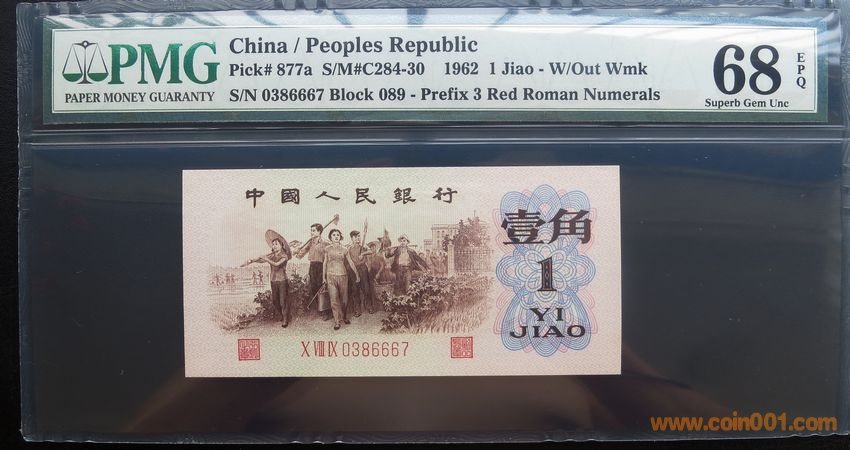 PMG
PAPER MONEY GUARANTY
China / Peoples Republic
Pick# 877a S/M#C284-30 1962 1 Jiao - W/Out Wmk
S/N 0386667 Block 089 - Prefix 3 Red Roman Numerals
68
EPQ
Superb Gem Unc
中國人民銀行
壹角
1
YI
JIAO
X VIII IX 0386667
www.coin001.com